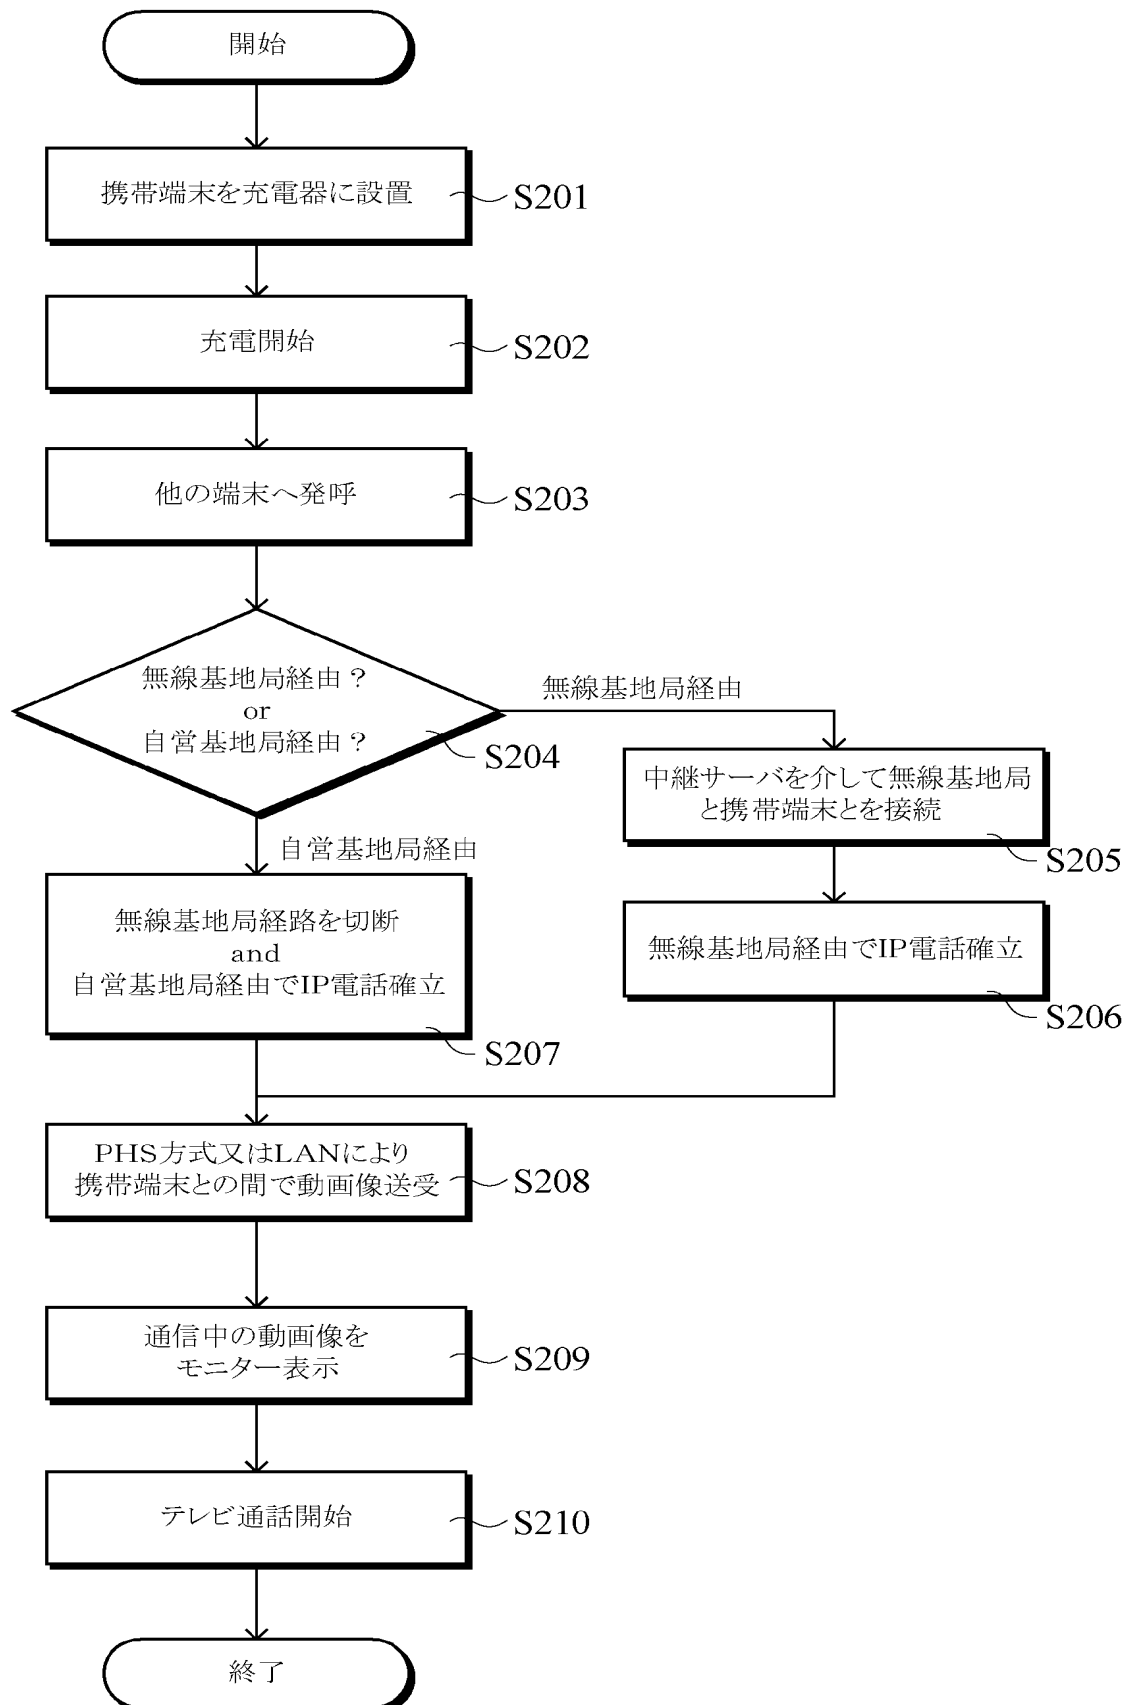 開始
携帯端末を充電器に設置
S201
充電開始
S202
他の端末へ発呼
S203
無線基地局経由?
or
自営基地局経由?
S204
無線基地局経由
中継サーバを介して無線基地局
と携帯端末とを接続
S205
無線基地局経由でIP電話確立
S206
自営基地局経由
無線基地局経路を切断
and
自営基地局経由でIP電話確立
S207
PHS方式又はLANにより
携帯端末との間で動画像送受
S208
通信中の動画像を
モニター表示
S209
テレビ通話開始
S210
終了